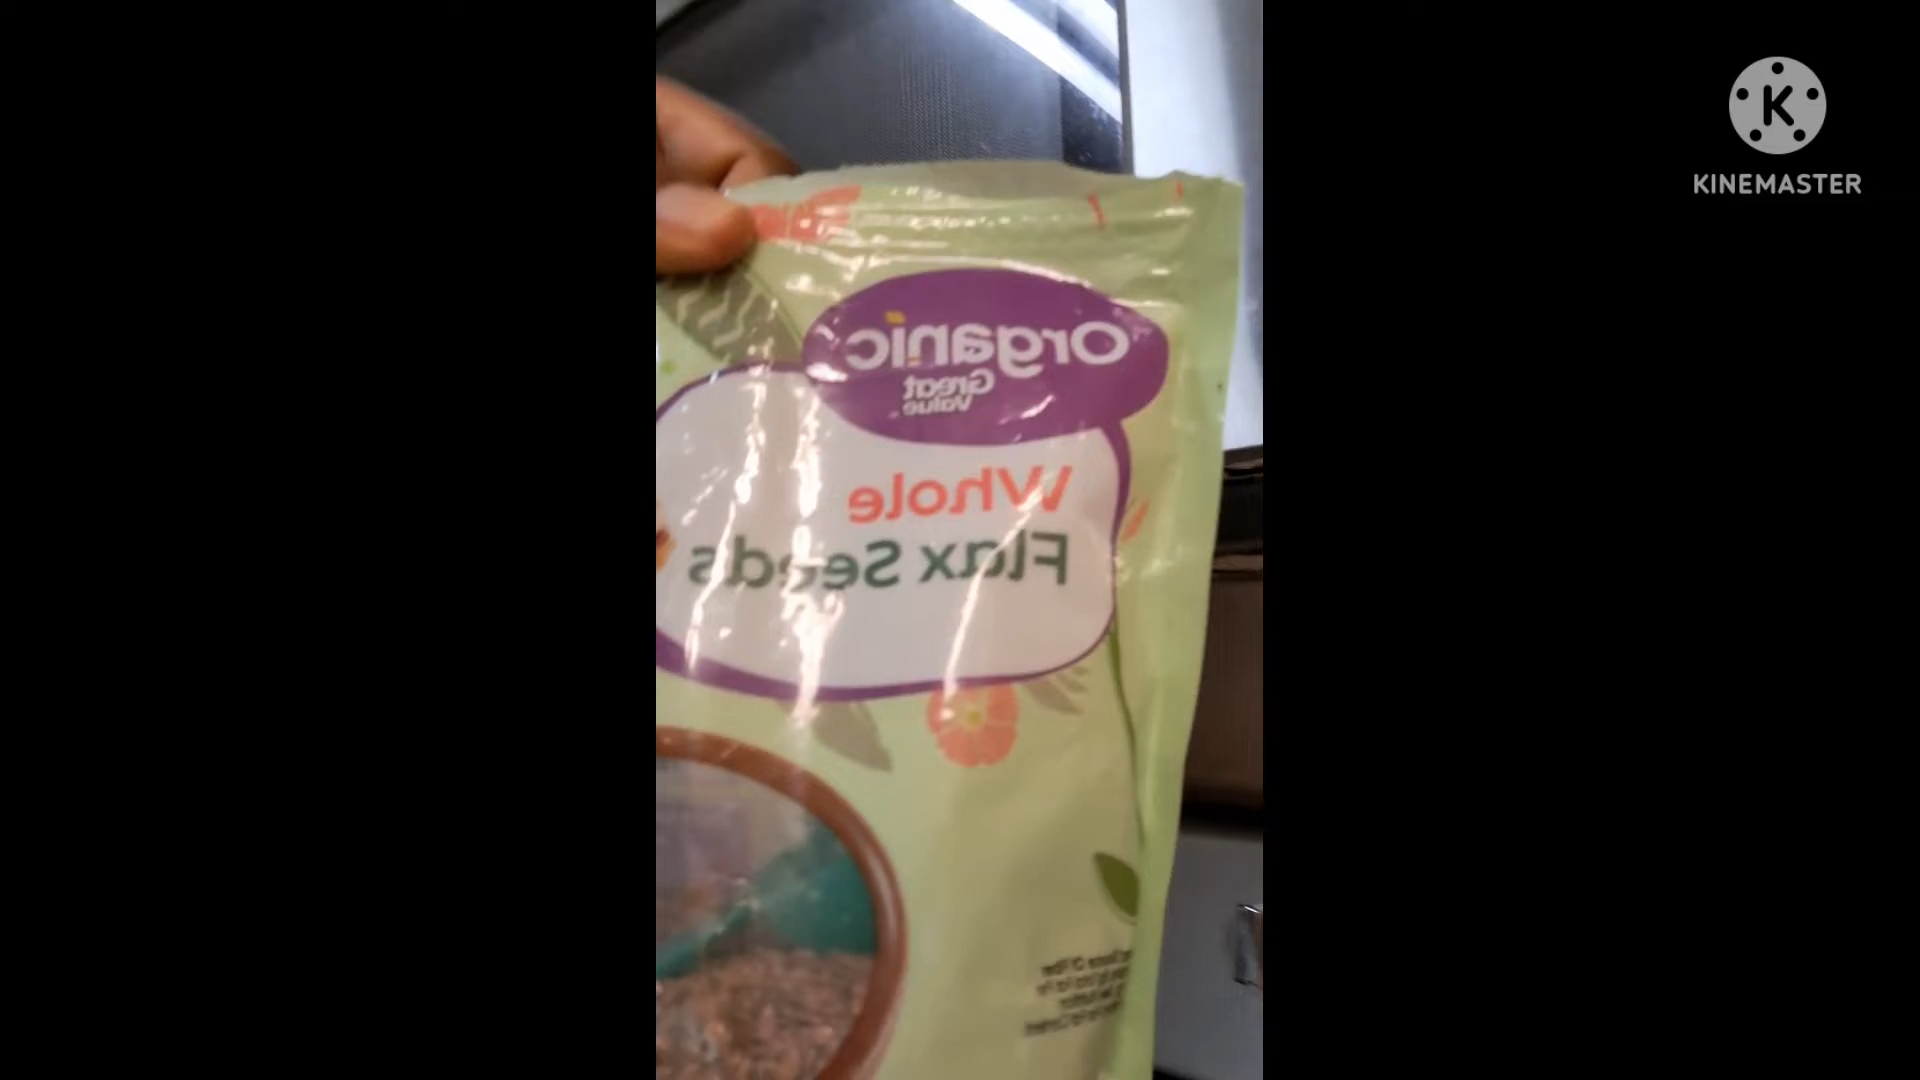 Organic
Great
Value
Whole
Flax Seeds
K
KINEMASTER